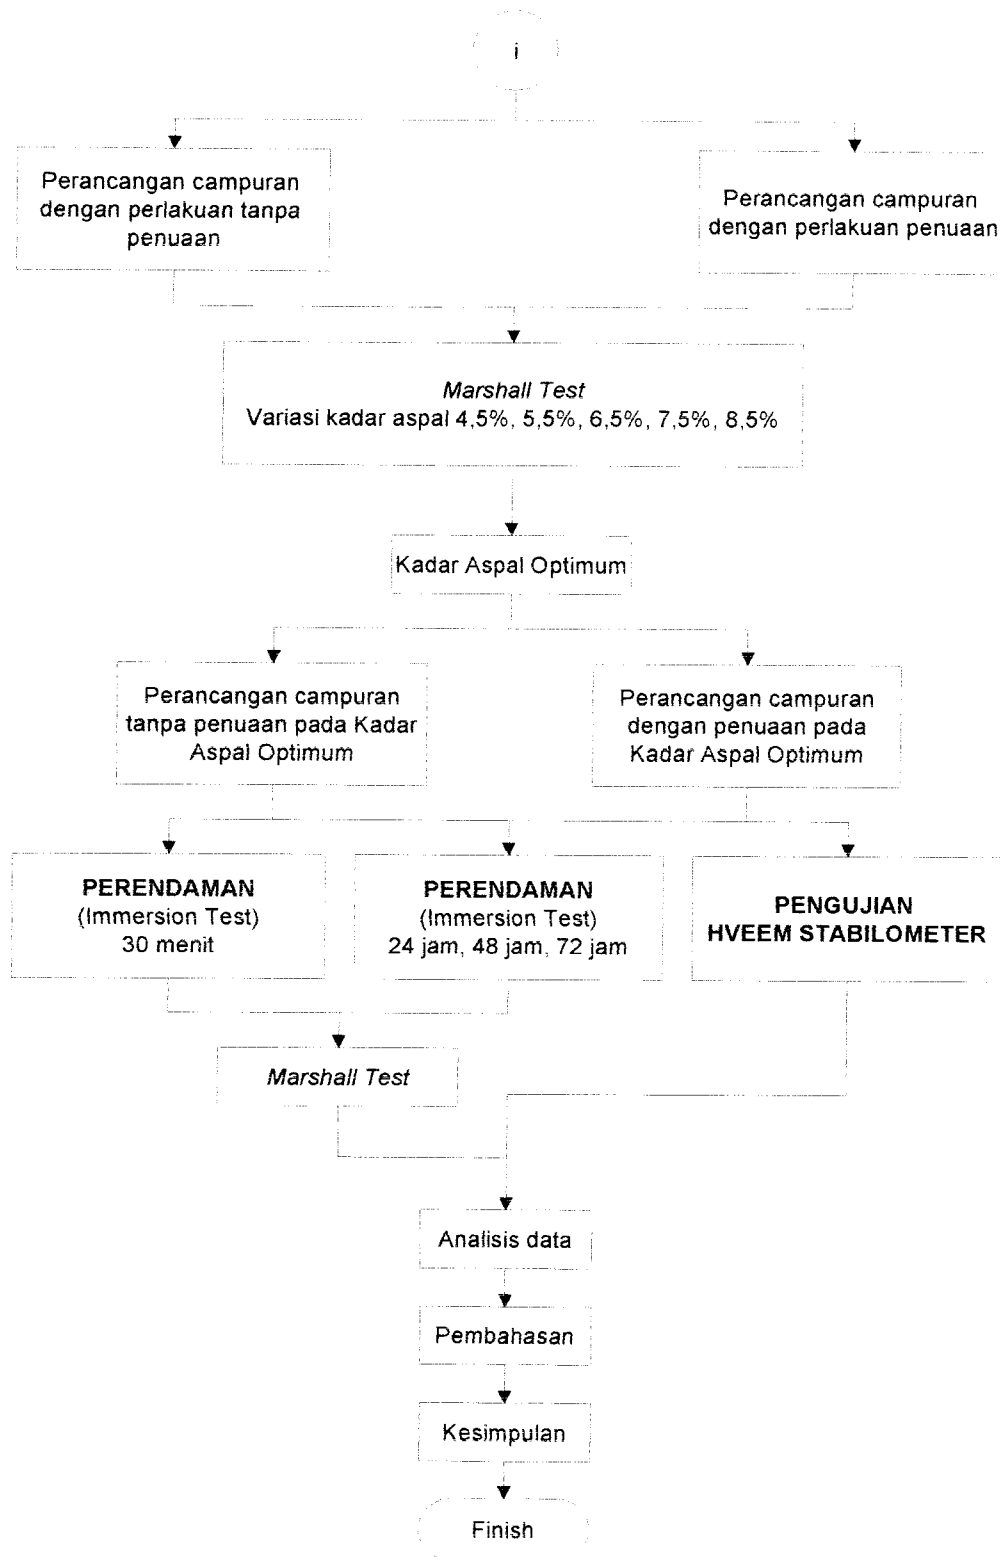 i
Perancangan campuran
dengan perlakuan tanpa
penuaan
Perancangan campuran
dengan perlakuan penuaan
Marshall Test
Variasi kadar aspal 4,5%, 5,5%, 6,5%, 7,5%, 8,5%
Kadar Aspal Optimum
Perancangan campuran
tanpa penuaan pada Kadar
Aspal Optimum
Perancangan campuran
dengan penuaan pada
Kadar Aspal Optimum
PERENDAMAN
(Immersion Test)
30 menit
PERENDAMAN
(Immersion Test)
24 jam, 48 jam, 72 jam
PENGUJIAN
HVEEM STABILOMETER
Marshall Test
Analisis data
Pembahasan
Kesimpulan
Finish